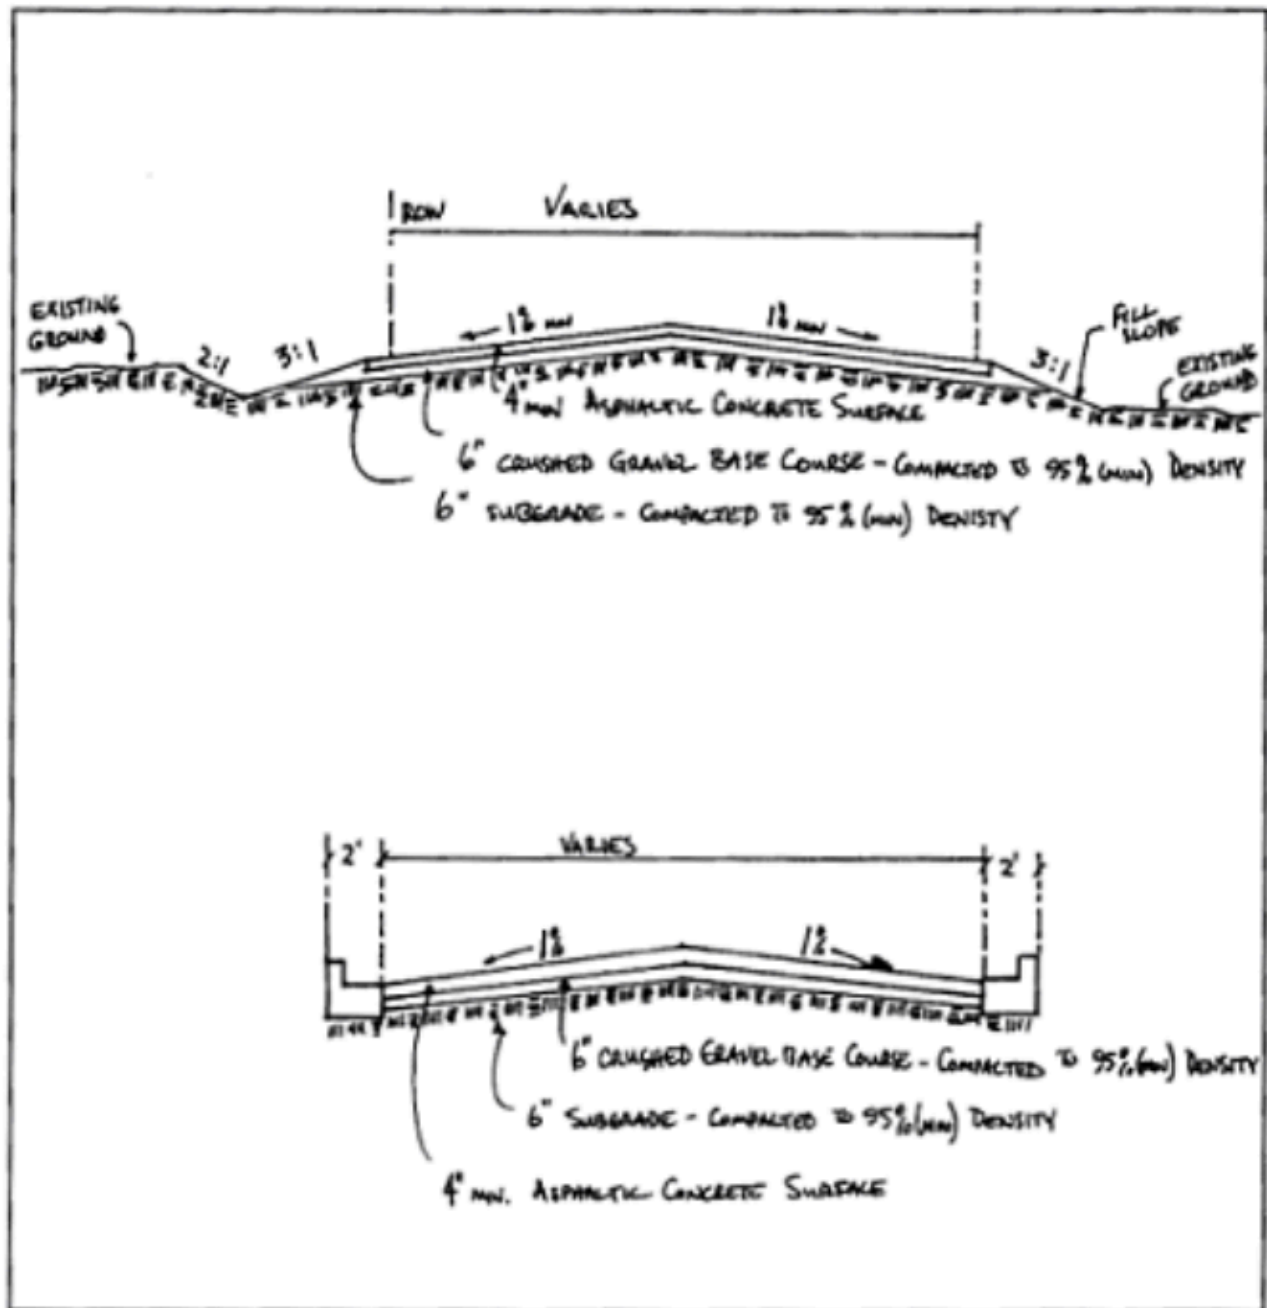 ROW VARIES
EXISTING
GROUND
2:1
3:1
1% MIN
1% MIN
3:1
FILL
SLOPE
EXISTING
GROUND
4" MIN ASPHALTIC CONCRETE SURFACE
6" CRUSHED GRAVEL BASE COURSE - COMPACTED TO 95% (MIN) DENSITY
6" SUBGRADE - COMPACTED TO 95% (MIN) DENISTY
2'
VARIES
2'
1%
1%
6" CRUSHED GRAVEL BASE COURSE - COMPACTED TO 95% (MIN) DENSITY
6" SUBGRADE - COMPACTED TO 95% (MIN) DENSITY
4" MIN. ASPHALTIC CONCRETE SURFACE